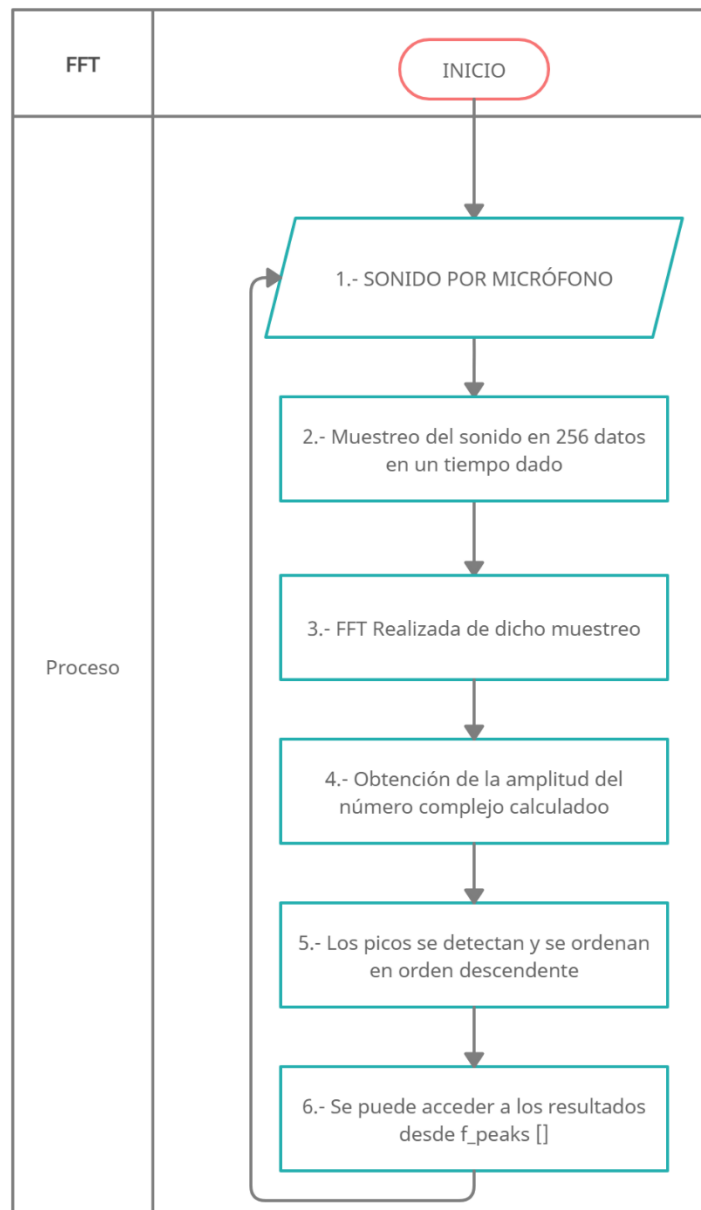 FFT
INICIO
Proceso
1.- SONIDO POR MICRÓFONO
2.- Muestreo del sonido en 256 datos
en un tiempo dado
3.- FFT Realizada de dicho muestreo
4.- Obtención de la amplitud del
número complejo calculadoo
5.- Los picos se detectan y se ordenan
en orden descendente
6.- Se puede acceder a los resultados
desde f_peaks []